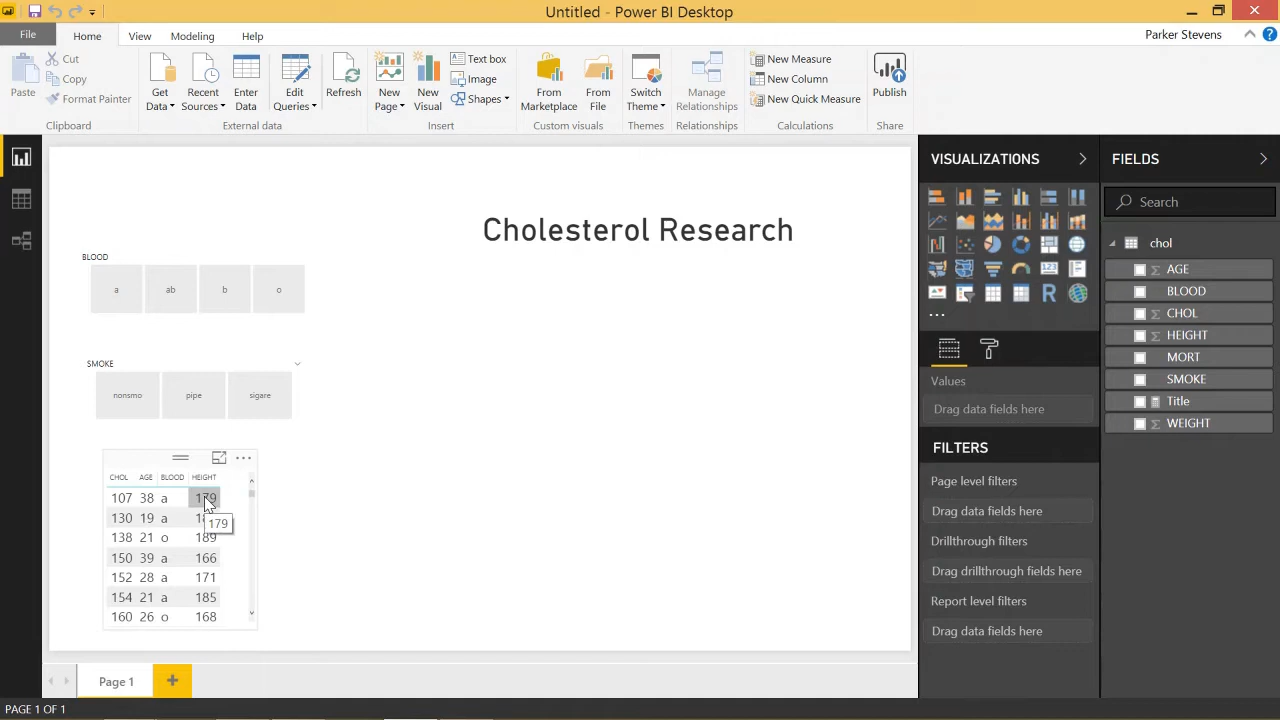 Untitled - Power BI Desktop
File Home View Modeling Help Parker Stevens
Paste Cut Copy Format Painter
Get Data Recent Sources Enter Data Edit Queries Refresh
New Page New Visual Text box Image Shapes
From Marketplace From File Switch Theme Manage Relationships
New Measure New Column New Quick Measure Publish
Clipboard External data Insert Custom visuals Themes Relationships Calculations Share
Cholesterol Research
BLOOD
a ab b o
SMOKE
nonsmo pipe sigare
CHOL AGE BLOOD HEIGHT
107 38 a 179
130 19 a
179
138 21 o 189
150 39 a 166
152 28 a 171
154 21 a 185
160 26 o 168
VISUALIZATIONS
123
R
Values
Drag data fields here
FILTERS
Page level filters
Drag data fields here
Drillthrough filters
Drag drillthrough fields here
Report level filters
Drag data fields here
FIELDS
Search
chol
AGE
BLOOD
CHOL
HEIGHT
MORT
SMOKE
Title
WEIGHT
Page 1
PAGE 1 OF 1